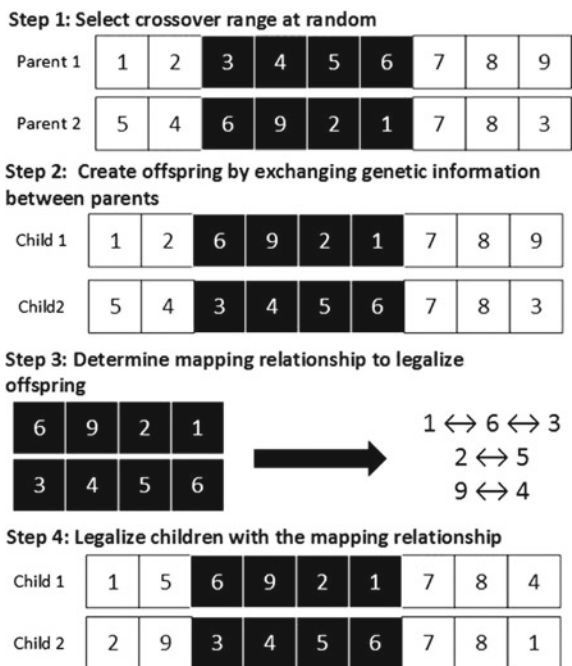 Step 1: Select crossover range at random
Parent 1 1 2 3 4 5 6 7 8 9
Parent 2 5 4 6 9 2 1 7 8 3
Step 2: Create offspring by exchanging genetic information
between parents
Child 1 1 2 6 9 2 1 7 8 9
Child2 5 4 3 4 5 6 7 8 3
Step 3: Determine mapping relationship to legalize
offspring
6 9 2 1
3 4 5 6
1 ↔ 6 ↔ 3
2 ↔ 5
9 ↔ 4
Step 4: Legalize children with the mapping relationship
Child 1 1 5 6 9 2 1 7 8 4
Child 2 2 9 3 4 5 6 7 8 1